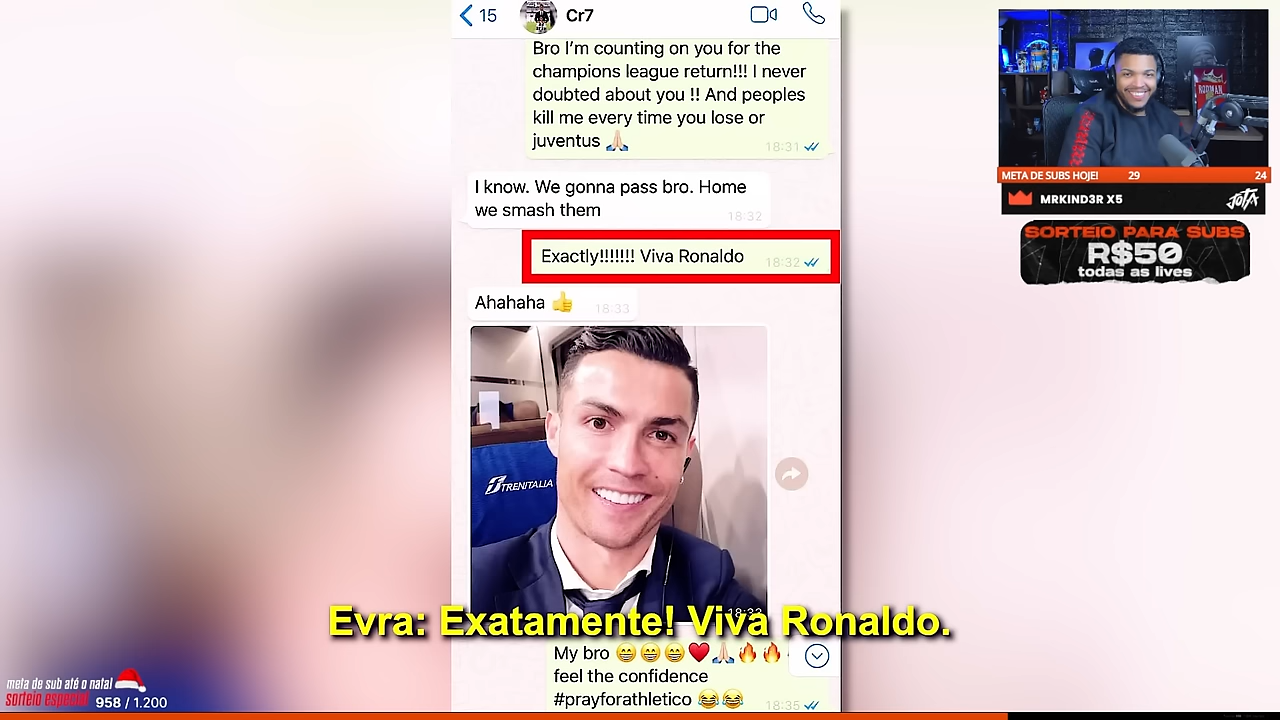 15
Cr7
Bro I’m counting on you for the
champions league return!!! I never
doubted about you !! And peoples
kill me every time you lose or
juventus 🙏🏻
18:31
I know. We gonna pass bro. Home
we smash them
18:32
Exactly!!!!!!! Viva Ronaldo
18:32
Ahahaha 👍
18:33
TRENITALIA
18:33
Evra: Exatamente! Viva Ronaldo.
My bro 😁😁😁❤️🙏🏻🔥🔥
feel the confidence
#prayforathletico 😂😂
18:35
RODMAN
META DE SUBS HOJE! 29 24
MRKIND3R X5
JOTA
SORTEIO PARA SUBS
R$50
todas as lives
meta de sub até o natal
sorteio especial 958 / 1.200